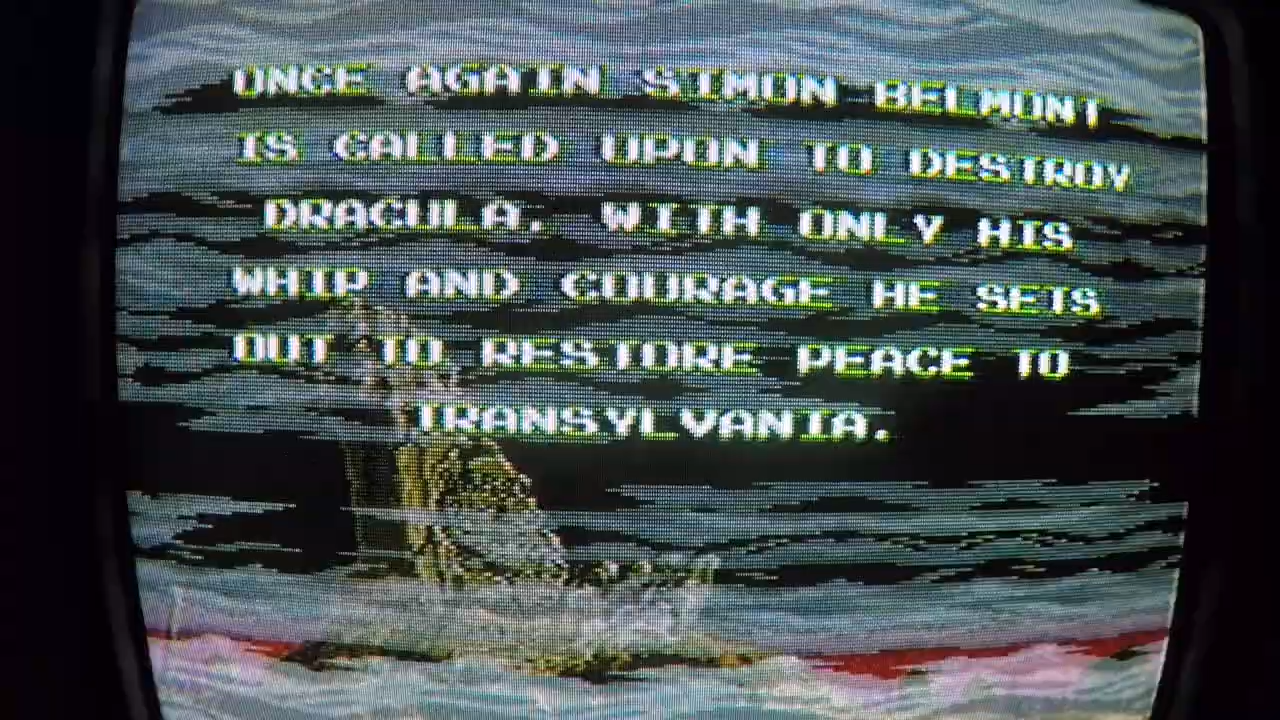 ONCE AGAIN SIMON BELMONT
IS CALLED UPON TO DESTROY
DRACULA. WITH ONLY HIS
WHIP AND COURAGE HE SETS
OUT TO RESTORE PEACE TO
TRANSYLVANIA.